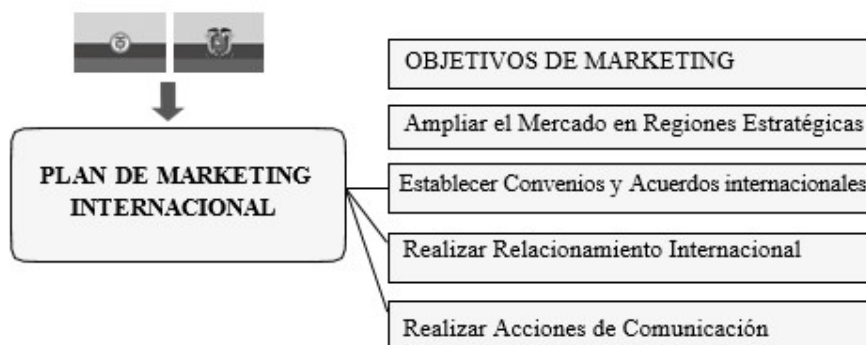 PLAN DE MARKETING
INTERNACIONAL
OBJETIVOS DE MARKETING
Ampliar el Mercado en Regiones Estratégicas
Establecer Convenios y Acuerdos internacionales
Realizar Relacionamiento Internacional
Realizar Acciones de Comunicación